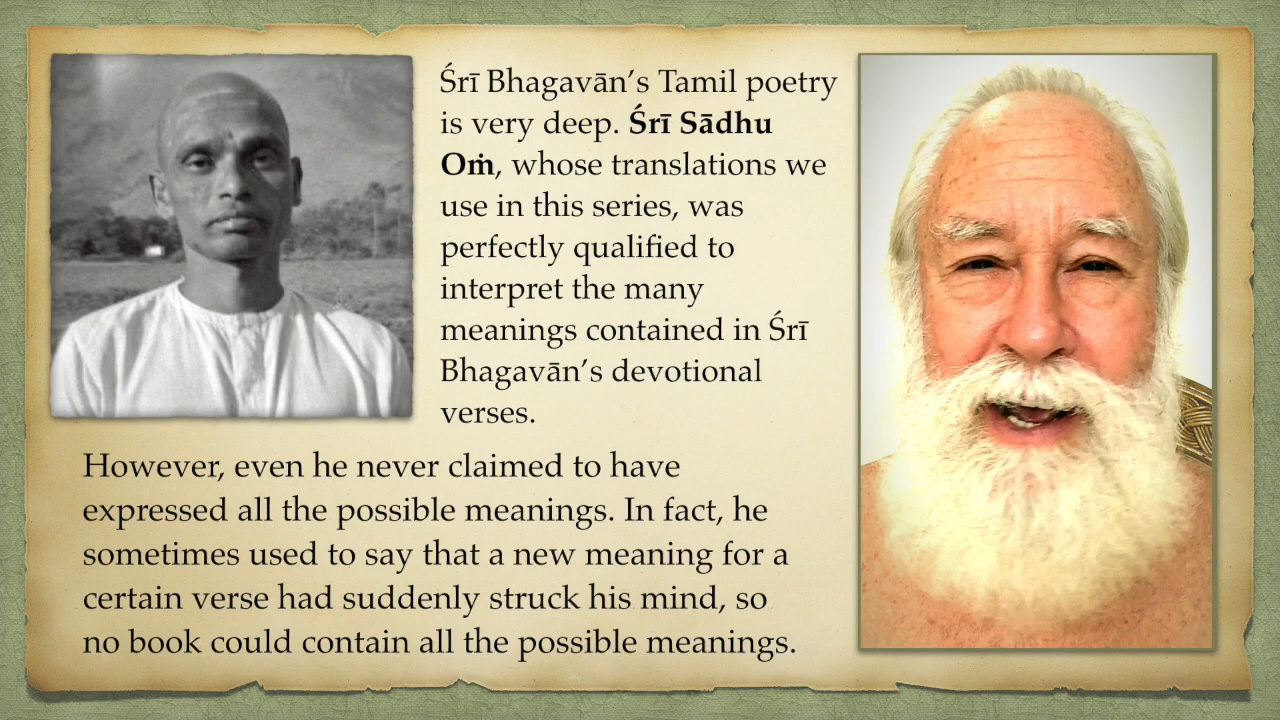 Śrī Bhagavān’s Tamil poetry
is very deep. Śrī Sādhu
Oṁ, whose translations we
use in this series, was
perfectly qualified to
interpret the many
meanings contained in Śrī
Bhagavān’s devotional
verses.
However, even he never claimed to have
expressed all the possible meanings. In fact, he
sometimes used to say that a new meaning for a
certain verse had suddenly struck his mind, so
no book could contain all the possible meanings.